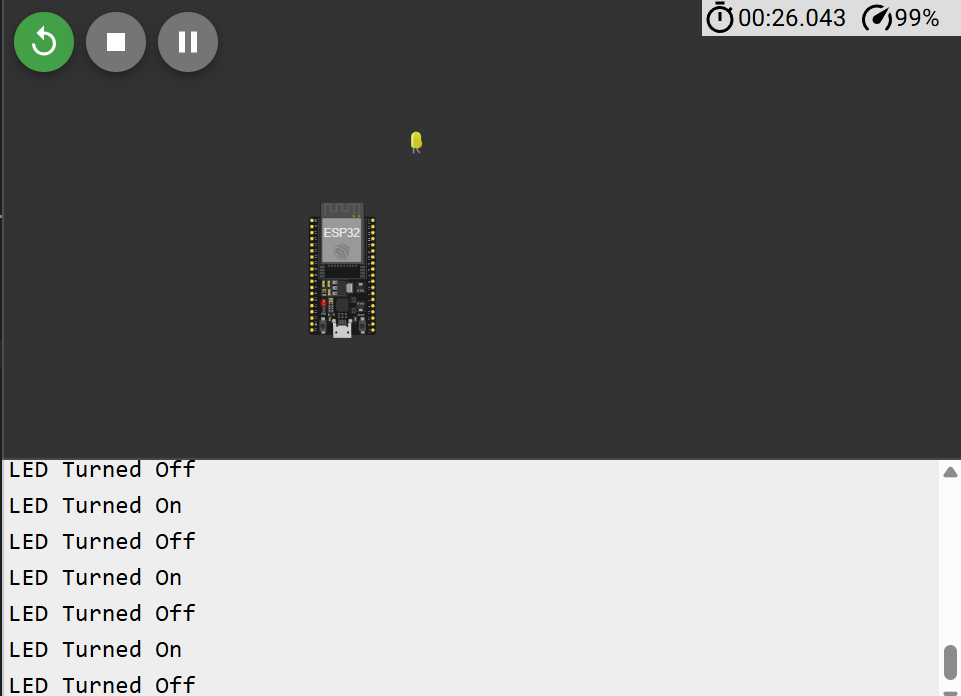 00:26.043 99%
ESP32
LED Turned Off
LED Turned On
LED Turned Off
LED Turned On
LED Turned Off
LED Turned On
LED Turned Off